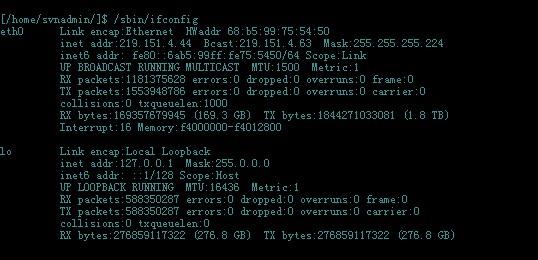 [/home/svnadmin/]$ /sbin/ifconfig
eth0 Link encap:Ethernet HWaddr 68:b5:99:75:54:50
inet addr:219.151.4.44 Bcast:219.151.4.63 Mask:255.255.255.224
inet6 addr: fe80::6ab5:99ff:fe75:5450/64 Scope:Link
UP BROADCAST RUNNING MULTICAST MTU:1500 Metric:1
RX packets:1181375628 errors:0 dropped:0 overruns:0 frame:0
TX packets:1553948786 errors:0 dropped:0 overruns:0 carrier:0
collisions:0 txqueuelen:1000
RX bytes:169357679945 (169.3 GB) TX bytes:1844271033081 (1.8 TB)
Interrupt:16 Memory:f4000000-f4012800
lo Link encap:Local Loopback
inet addr:127.0.0.1 Mask:255.0.0.0
inet6 addr: ::1/128 Scope:Host
UP LOOPBACK RUNNING MTU:16436 Metric:1
RX packets:588350287 errors:0 dropped:0 overruns:0 frame:0
TX packets:588350287 errors:0 dropped:0 overruns:0 carrier:0
collisions:0 txqueuelen:0
RX bytes:276859117322 (276.8 GB) TX bytes:276859117322 (276.8 GB)